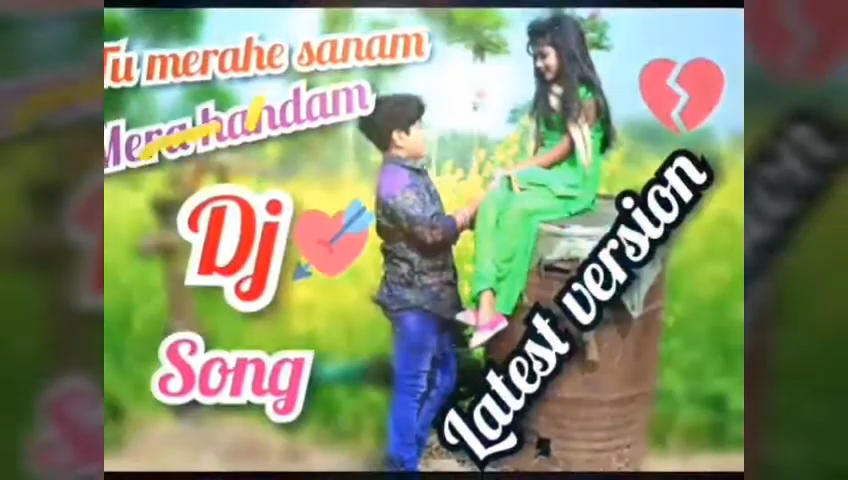 Tu merahe sanam
Mera handam
Dj
Song
Latest version